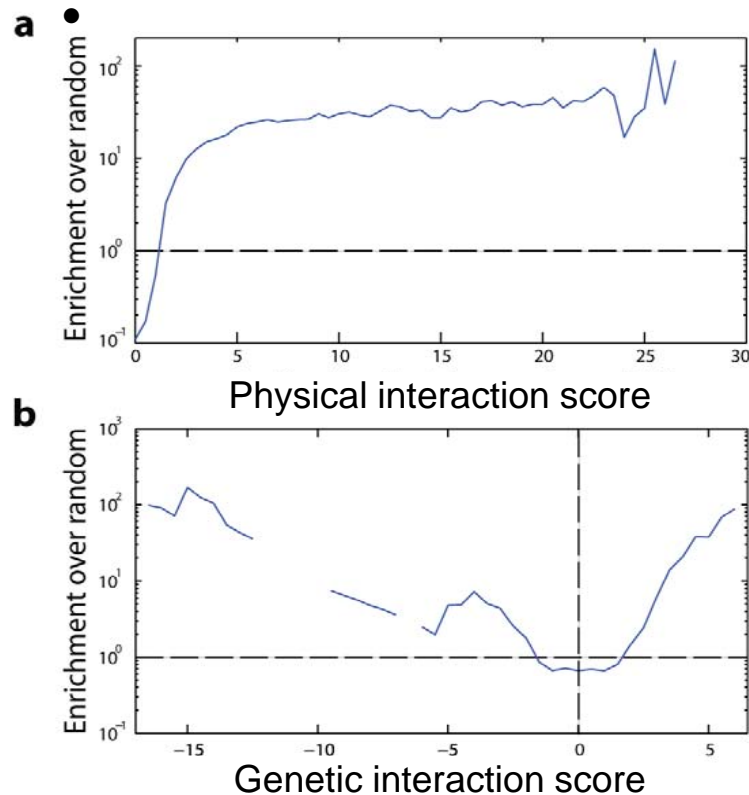 a •
Enrichment over random
10²
10¹
10⁰
10⁻¹
0 5 10 15 20 25 30
Physical interaction score
b
Enrichment over random
10³
10²
10¹
10⁰
10⁻¹
−15 −10 −5 0 5
Genetic interaction score